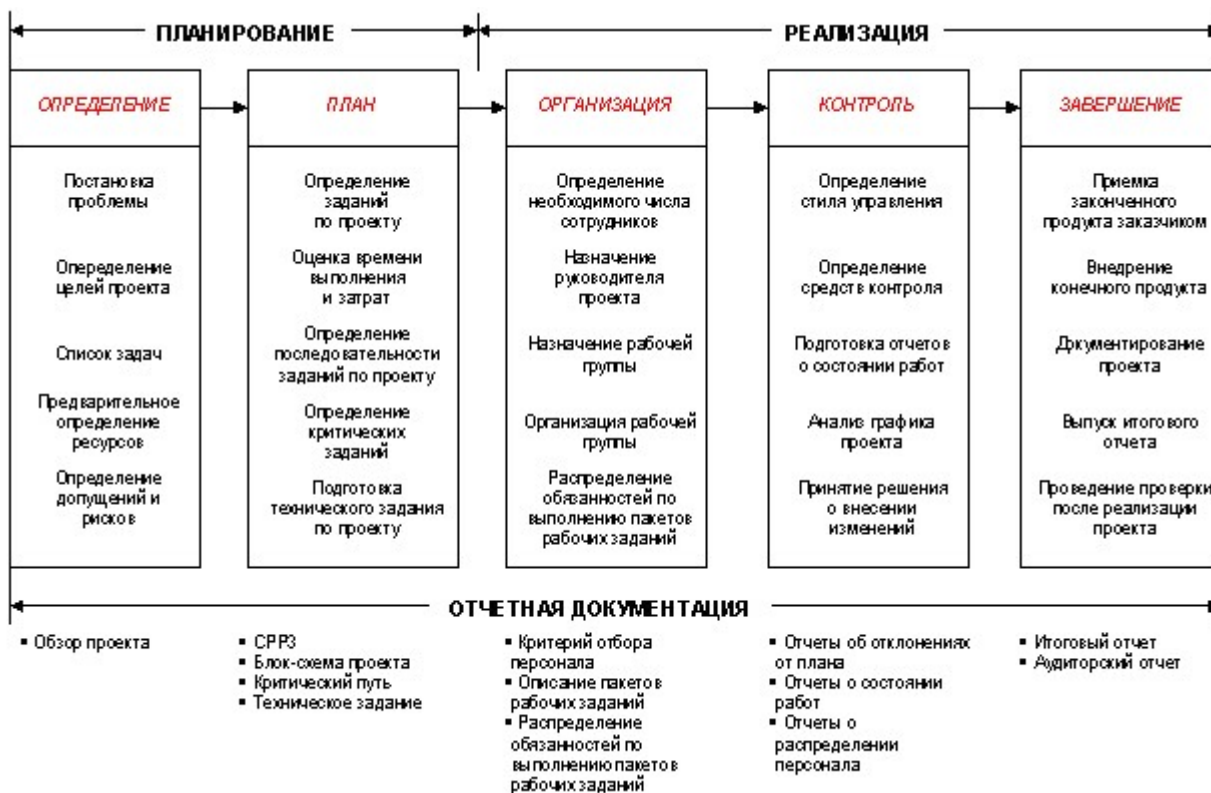 ПЛАНИРОВАНИЕ
РЕАЛИЗАЦИЯ
ОПРЕДЕЛЕНИЕ
Постановка
проблемы
Опеределение
целей проекта
Список задач
Предварительное
определение
ресурсов
Определение
допущений и
рисков
ПЛАН
Определение
заданий
по проекту
Оценка времени
выполнения
и затрат
Определение
последовательности
заданий по проекту
Определение
критических
заданий
Подготовка
технического задания
по проекту
ОРГАНИЗАЦИЯ
Определение
необходимого числа
сотрудников
Назначение
руководителя
проекта
Назначение рабочей
группы
Организация рабочей
группы
Распределение
обязанностей по
выполнению пакетов
рабочих заданий
КОНТРОЛЬ
Определение
стиля управления
Определение
средств контроля
Подготовка отчетов
о состоянии работ
Анализ графика
проекта
Принятие решения
о внесении
изменений
ЗАВЕРШЕНИЕ
Приемка
законченного
продукта заказчиком
Внедрение
конечного продукта
Документирование
проекта
Выпуск итогового
отчета
Проведение проверки
после реализации
проекта
ОТЧЕТНАЯ ДОКУМЕНТАЦИЯ
▪ Обзор проекта
▪ СРРЗ
▪ Блок-схема проекта
▪ Критический путь
▪ Техническое задание
▪ Критерий отбора
персонала
▪ Описание пакетов
рабочих заданий
▪ Распределение
обязанностей по
выполнению пакетов
рабочих заданий
▪ Отчеты об отклонениях
от плана
▪ Отчеты о состоянии
работ
▪ Отчеты о
распределении
персонала
▪ Итоговый отчет
▪ Аудиторский отчет